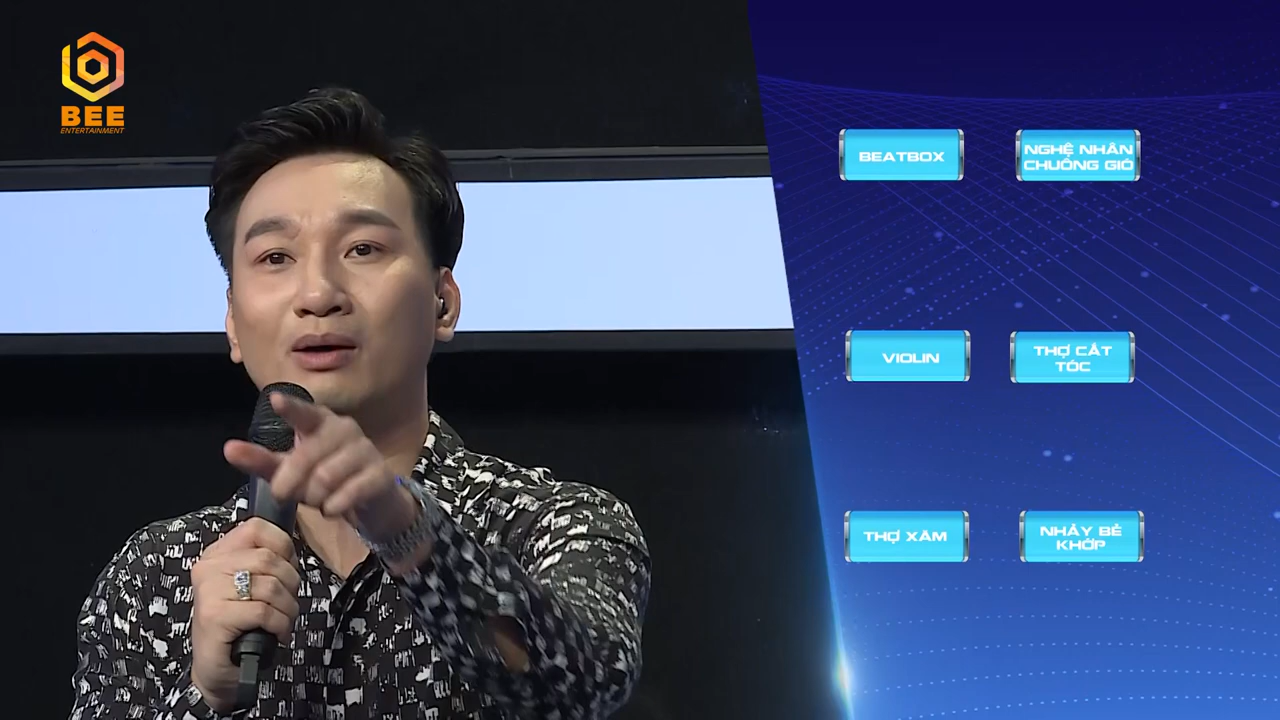 BEE
ENTERTAINMENT
BEATBOX
NGHỆ NHÂN
CHUÔNG GIÓ
VIOLIN
THỢ CẮT
TÓC
THỢ XĂM
NHẢY BẺ
KHỚP